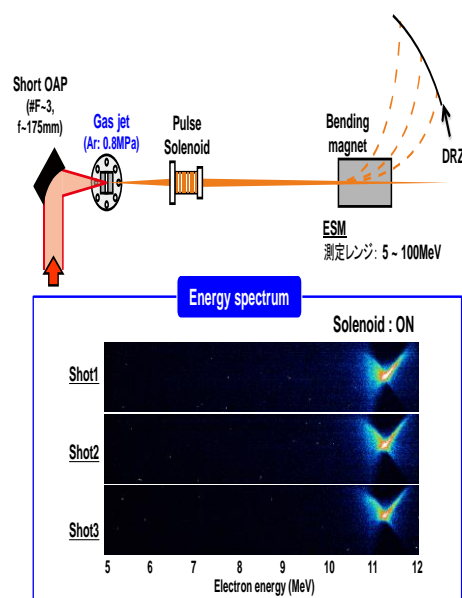 Short OAP
(#F~3,
f~175mm)
Gas jet
(Ar: 0.8MPa)
Pulse
Solenoid
Bending
magnet
DRZ
ESM
測定レンジ: 5 ~ 100MeV
Energy spectrum
Solenoid : ON
Shot1
Shot2
Shot3
5 6 7 8 9 10 11 12
Electron energy (MeV)